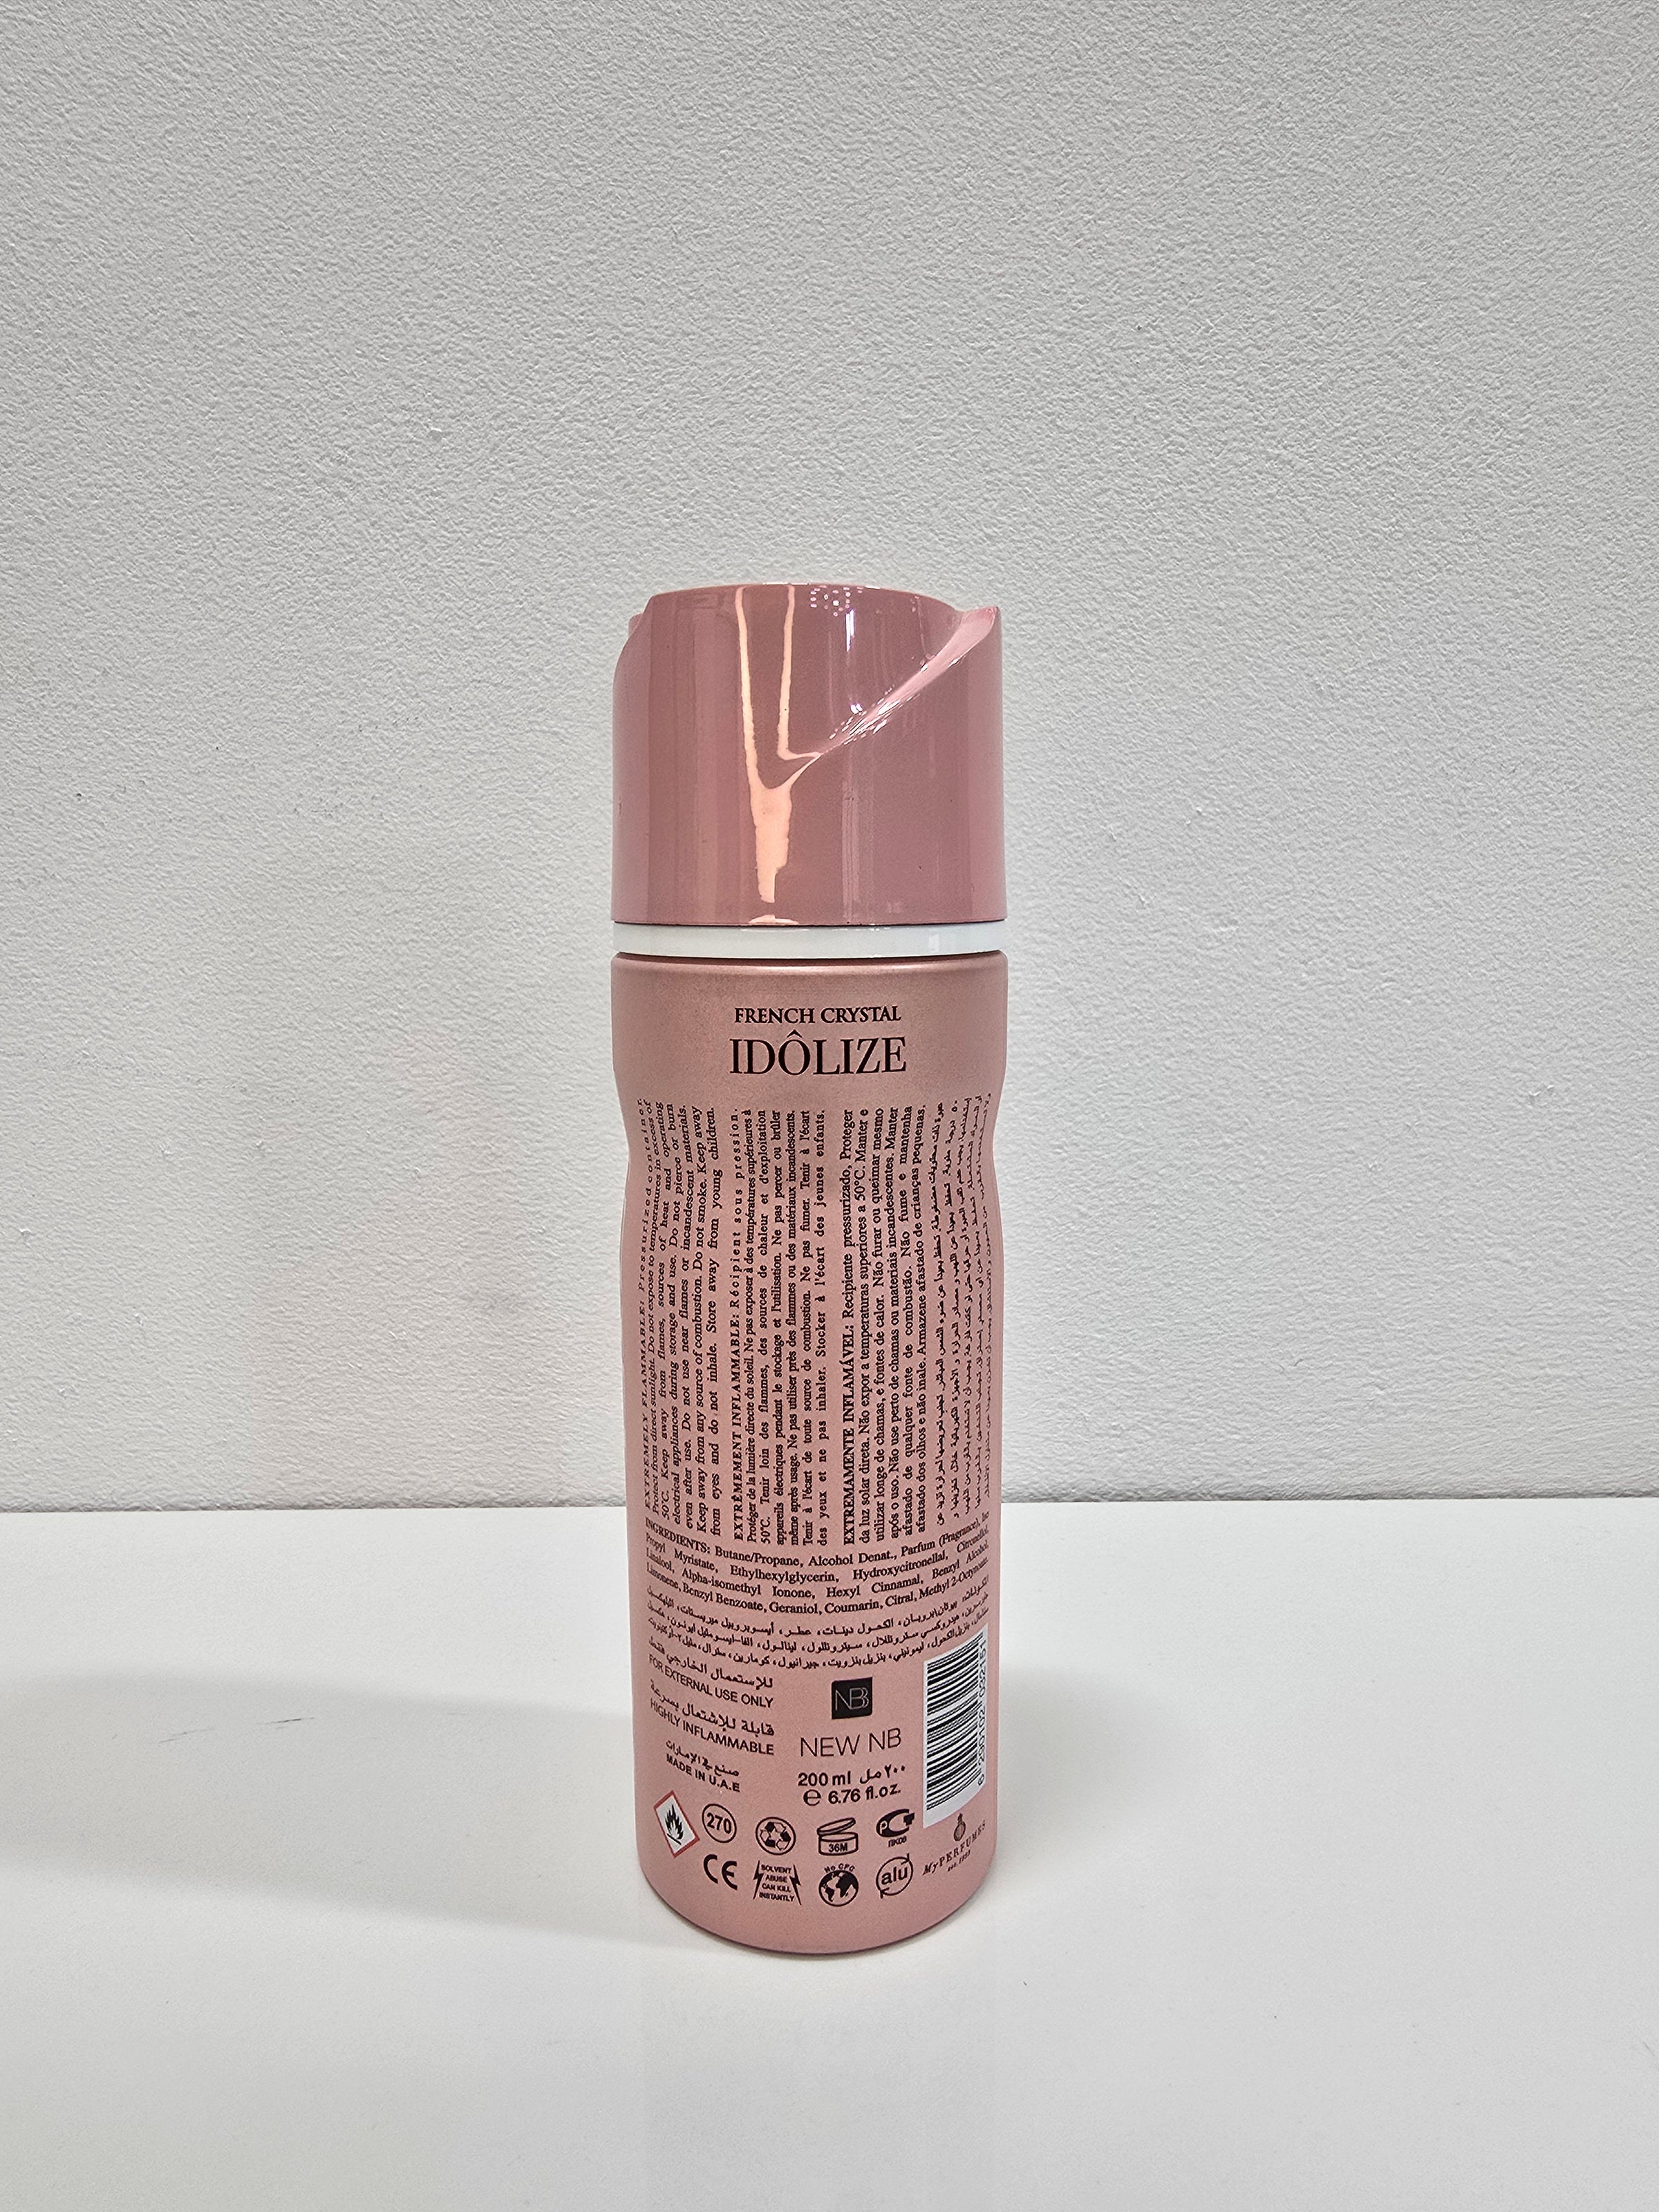 FRENCH CRYSTAL
IDÔLIZE
EXTREMELY FLAMMABLE: Pressurized container.
Protect from direct sunlight. Do not expose to temperatures in excess of
50°C. Keep away from flames, sources of heat and operating
electrical appliances during storage and use. Do not pierce or burn
even after use. Do not use near flames or incandescent materials.
Keep away from any source of combustion. Do not smoke. Keep away
from eyes and do not inhale. Store away from young children.
EXTRÊMEMENT INFLAMMABLE: Récipient sous pression.
Protéger de la lumière directe du soleil. Ne pas exposer à des températures supérieures à
50°C. Tenir loin des flammes, des sources de chaleur et d'exploitation
appareils électriques pendant le stockage et l'utilisation. Ne pas percer ou brûler
même après usage. Ne pas utiliser près des flammes ou des matériaux incandescents.
Tenir à l'écart de toute source de combustion. Ne pas fumer. Tenir à l'écart
des yeux et ne pas inhaler. Stocker à l'écart des jeunes enfants.
EXTREMAMENTE INFLAMÁVEL: Recipiente pressurizado, Proteger
da luz solar direta. Não expor a temperaturas superiores a 50°C. Manter e
utilizar longe de chamas, e fontes de calor. Não furar ou queimar mesmo
após o uso. Não use perto de chamas ou materiais incandescentes. Manter
afastado de qualquer fonte de combustão. Não fume e mantenha
afastado dos olhos e não inale. Armazene afastado de crianças pequenas.
INGREDIENTS: Butane/Propane, Alcohol Denat., Parfum (Fragrance), Iso
Propyl Myristate, Ethylhexylglycerin, Hydroxycitronellal, Citronellol,
Linalool, Alpha-isomethyl Ionone, Hexyl Cinnamal, Benzyl Alcohol,
Limonene, Benzyl Benzoate, Geraniol, Coumarin, Citral, Methyl 2-Octynoate.
للإستعمال الخارجي فقط
FOR EXTERNAL USE ONLY
قابلة للإشتعال بسرعة
HIGHLY INFLAMMABLE
صنع في الإمارات
MADE IN U.A.E
NB
NEW NB
200 ml ٢٠٠ مل
e 6.76 fl.oz.
270
36M
PC
ПК08
CE
SOLVENT
ABUSE
CAN KILL
INSTANTLY
No CFC
alu
My PERFUMES